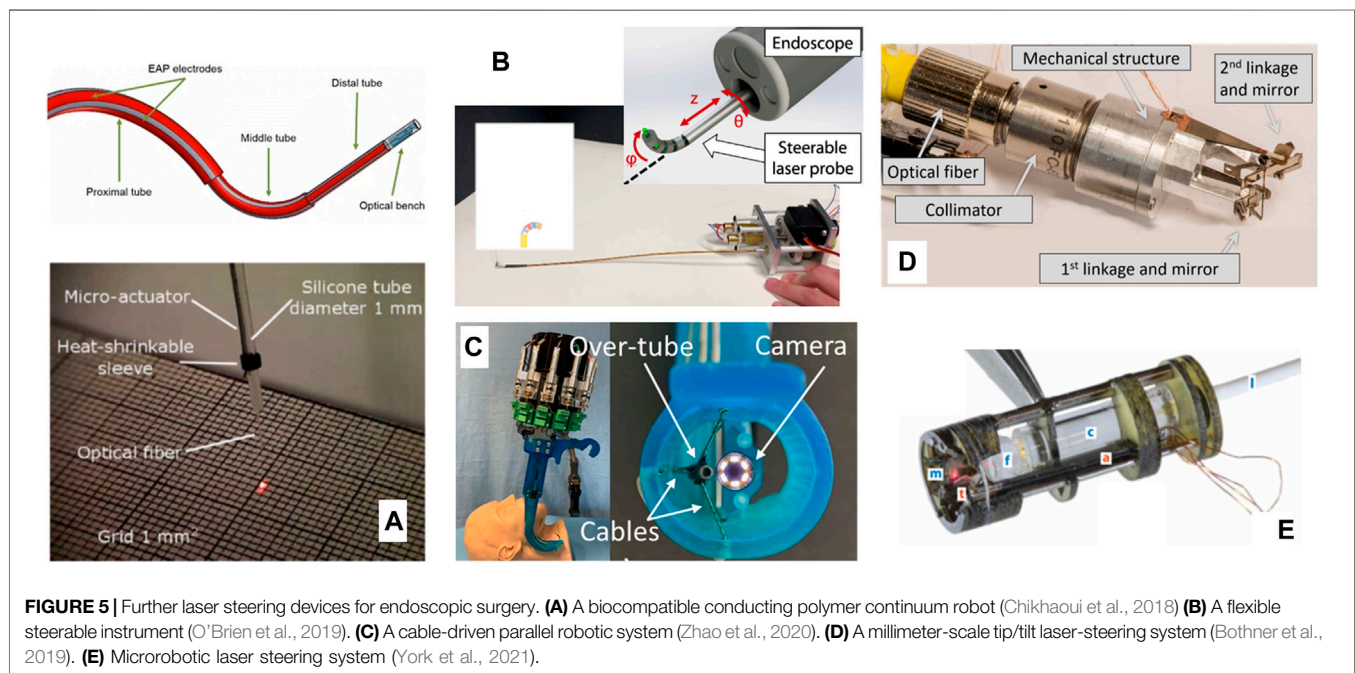 EAP electrodes
Distal tube
Middle tube
Proximal tube
Optical bench
Micro-actuator
Silicone tube
diameter 1 mm
Heat-shrinkable
sleeve
Optical fiber
Grid 1 mm²
A
B
Endoscope
z
θ
φ
Steerable
laser probe
C
Over-tube
Camera
Cables
Mechanical structure
2nd linkage
and mirror
Optical fiber
Collimator
D
1st linkage and mirror
l
c
f
a
m
t
E
FIGURE 5 | Further laser steering devices for endoscopic surgery. (A) A biocompatible conducting polymer continuum robot (Chikhaoui et al., 2018) (B) A flexible
steerable instrument (O'Brien et al., 2019). (C) A cable-driven parallel robotic system (Zhao et al., 2020). (D) A millimeter-scale tip/tilt laser-steering system (Bothner et al.,
2019). (E) Microrobotic laser steering system (York et al., 2021).